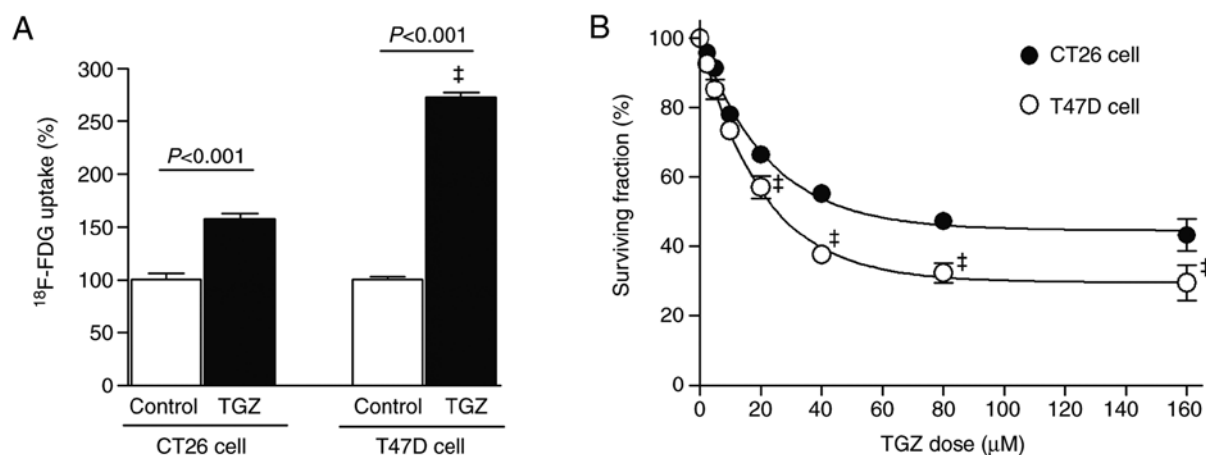 A
P<0.001
P<0.001
‡
300
250
200
150
100
50
0
¹⁸F-FDG uptake (%)
Control TGZ Control TGZ
CT26 cell T47D cell
B
CT26 cell
T47D cell
100
80
60
40
20
0
Surviving fraction (%)
‡
‡
‡
‡
0 20 40 60 80 100 120 140 160
TGZ dose (μM)